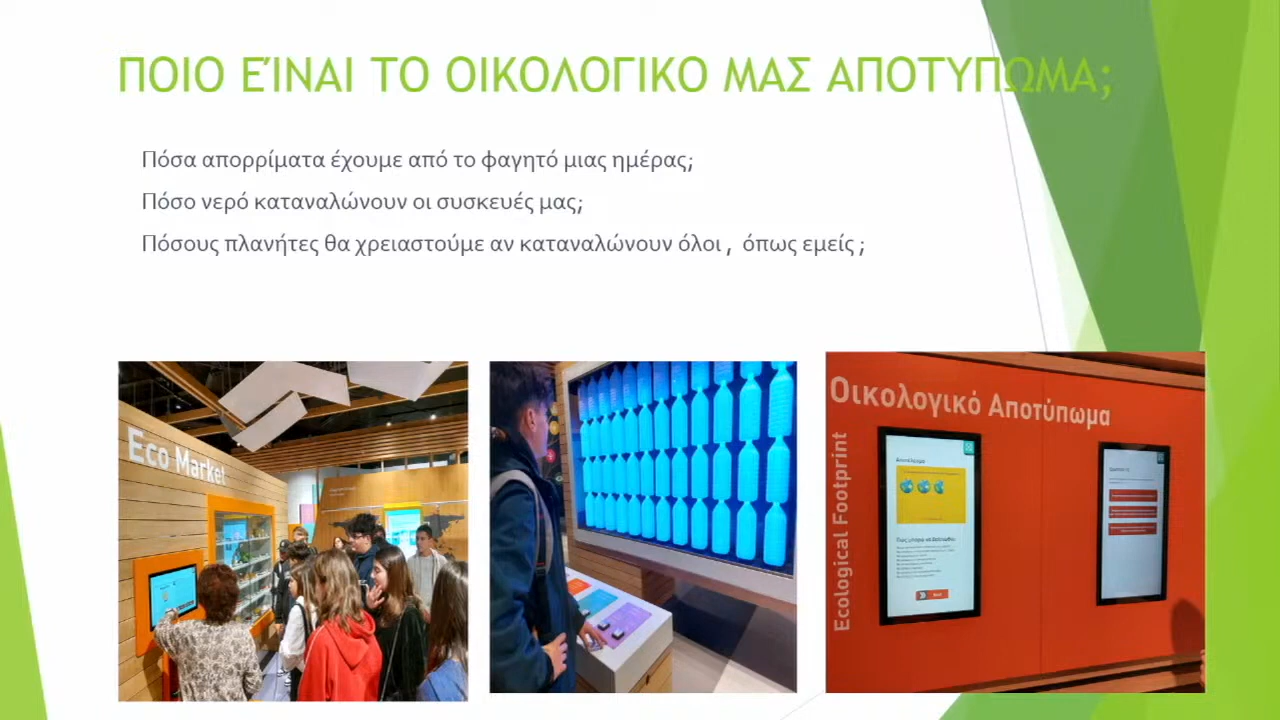 ΠΟΙΟ ΕΊΝΑΙ ΤΟ ΟΙΚΟΛΟΓΙΚΟ ΜΑΣ ΑΠΟΤΥΠΩΜΑ;
Πόσα απορρίματα έχουμε από το φαγητό μιας ημέρας;
Πόσο νερό καταναλώνουν οι συσκευές μας;
Πόσους πλανήτες θα χρειαστούμε αν καταναλώνουν όλοι , όπως εμείς ;
Eco Market
Οικολογικό Αποτύπωμα
Ecological Footprint